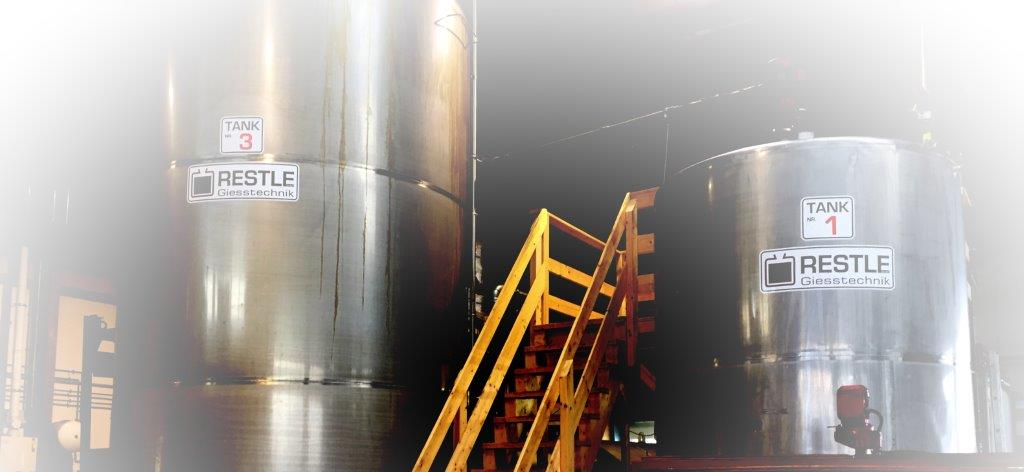 TANK
NR. 3
RESTLE
Giesstechnik
TANK
NR. 1
RESTLE
Giesstechnik